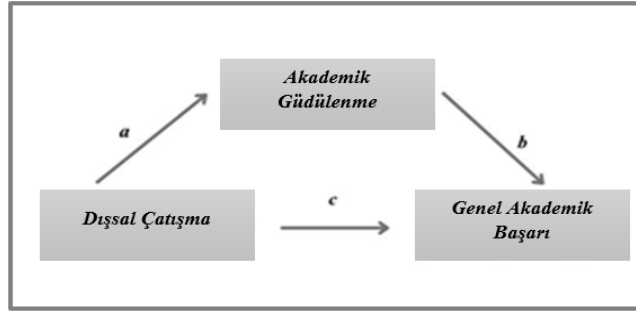 Akademik
Güdülenme
a
b
Dışsal Çatışma
c
Genel Akademik
Başarı